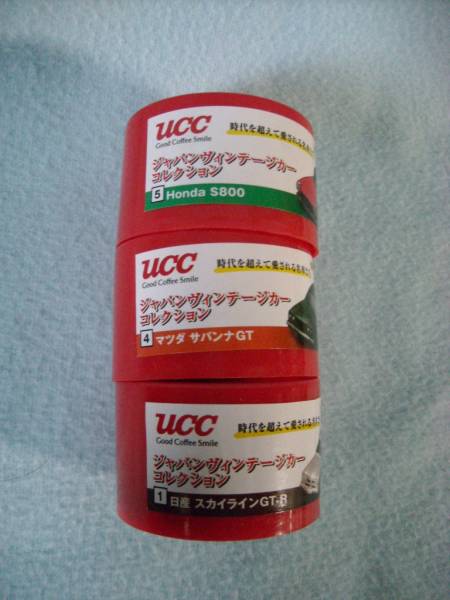 UCC
Good Coffee Smile
時代を超えて愛される名車
ジャパンヴィンテージカー
コレクション
5 Honda S800
UCC
Good Coffee Smile
時代を超えて愛される名車
ジャパンヴィンテージカー
コレクション
4 マツダ サバンナGT
UCC
Good Coffee Smile
時代を超えて愛される
ジャパンヴィンテージカー
コレクション
1 日産 スカイラインGT-R